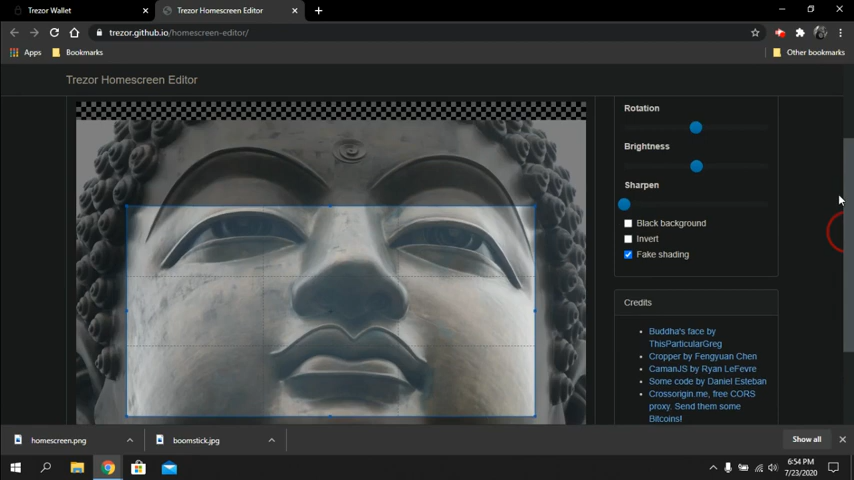 Trezor Wallet
Trezor Homescreen Editor
trezor.github.io/homescreen-editor/
Apps
Bookmarks
Other bookmarks
Trezor Homescreen Editor
Rotation
Brightness
Sharpen
Black background
Invert
Fake shading
Credits
Buddha's face by
ThisParticularGreg
Cropper by Fengyuan Chen
CamanJS by Ryan LeFevre
Some code by Daniel Esteban
Crossorigin.me, free CORS
proxy. Send them some
Bitcoins!
homescreen.png
boomstick.jpg
Show all
6:54 PM
7/23/2020